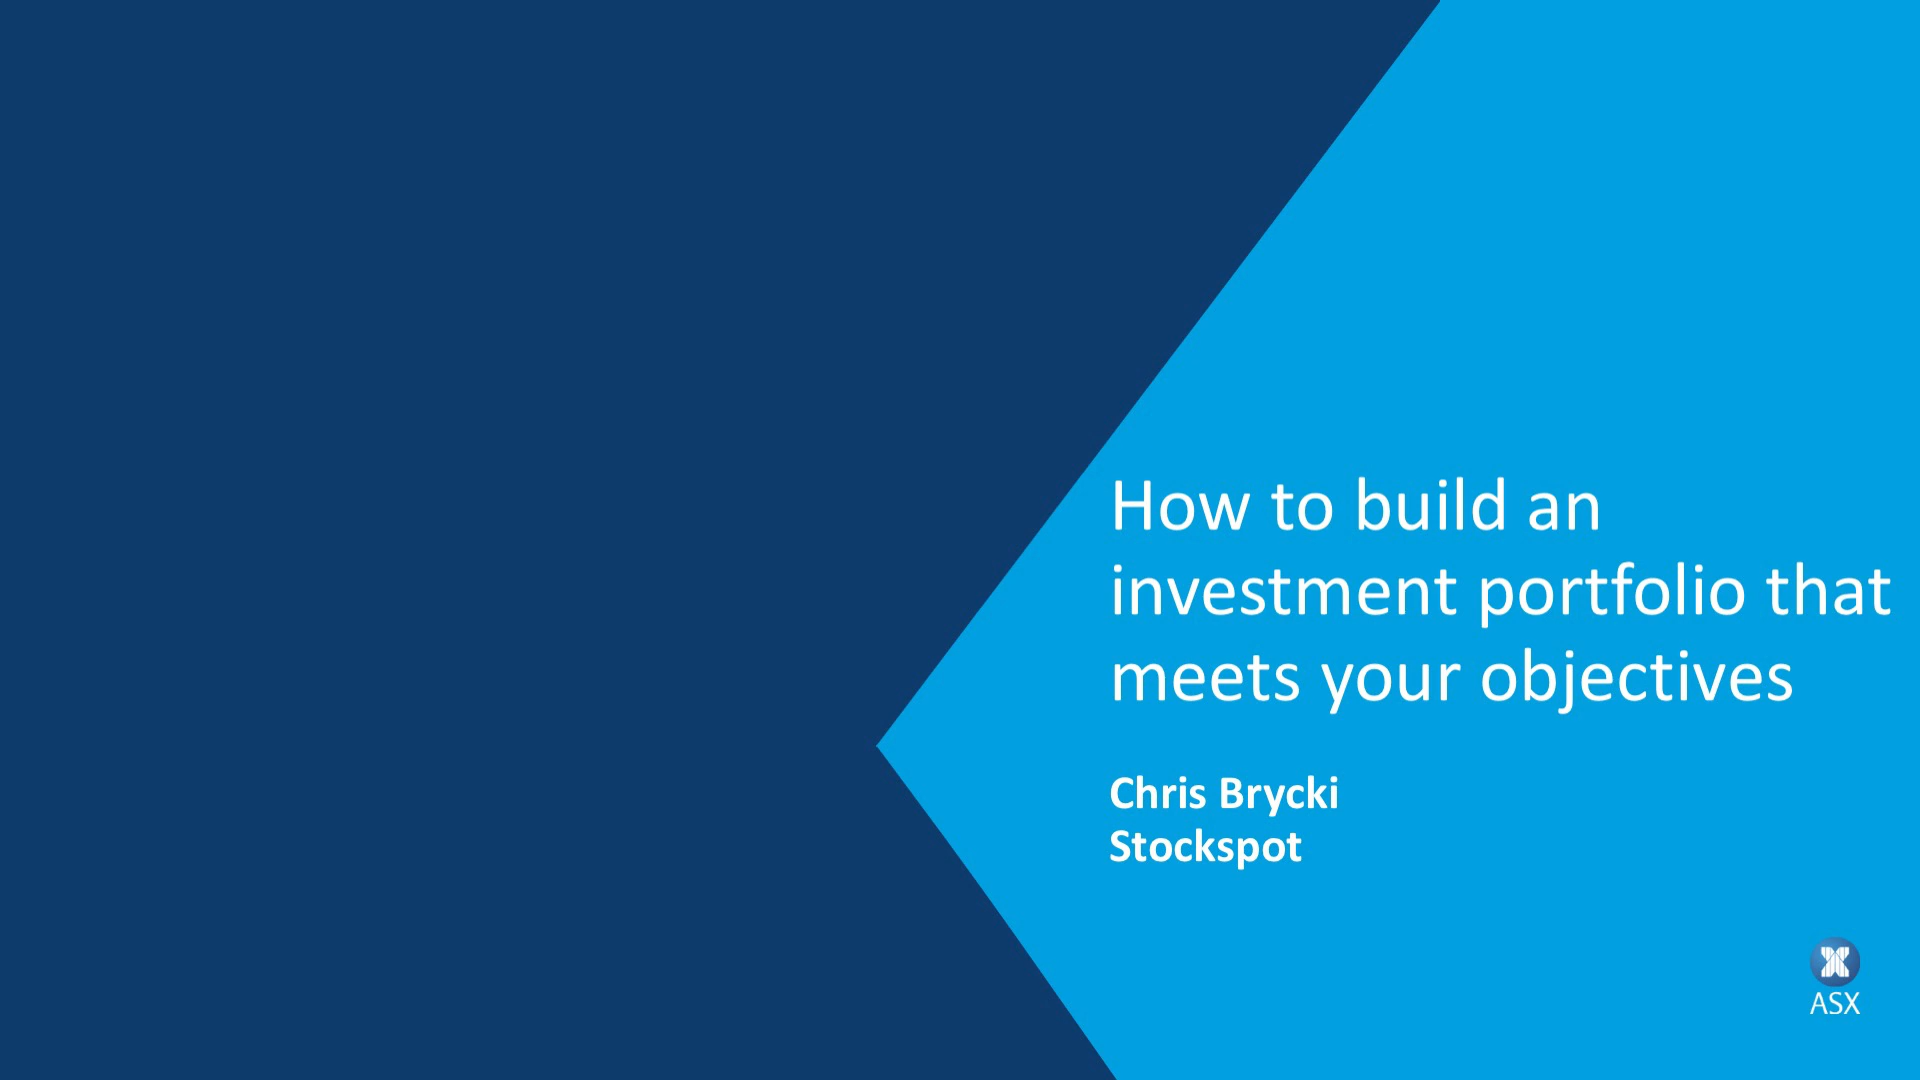 How to build an
investment portfolio that
meets your objectives
Chris Brycki
Stockspot
ASX